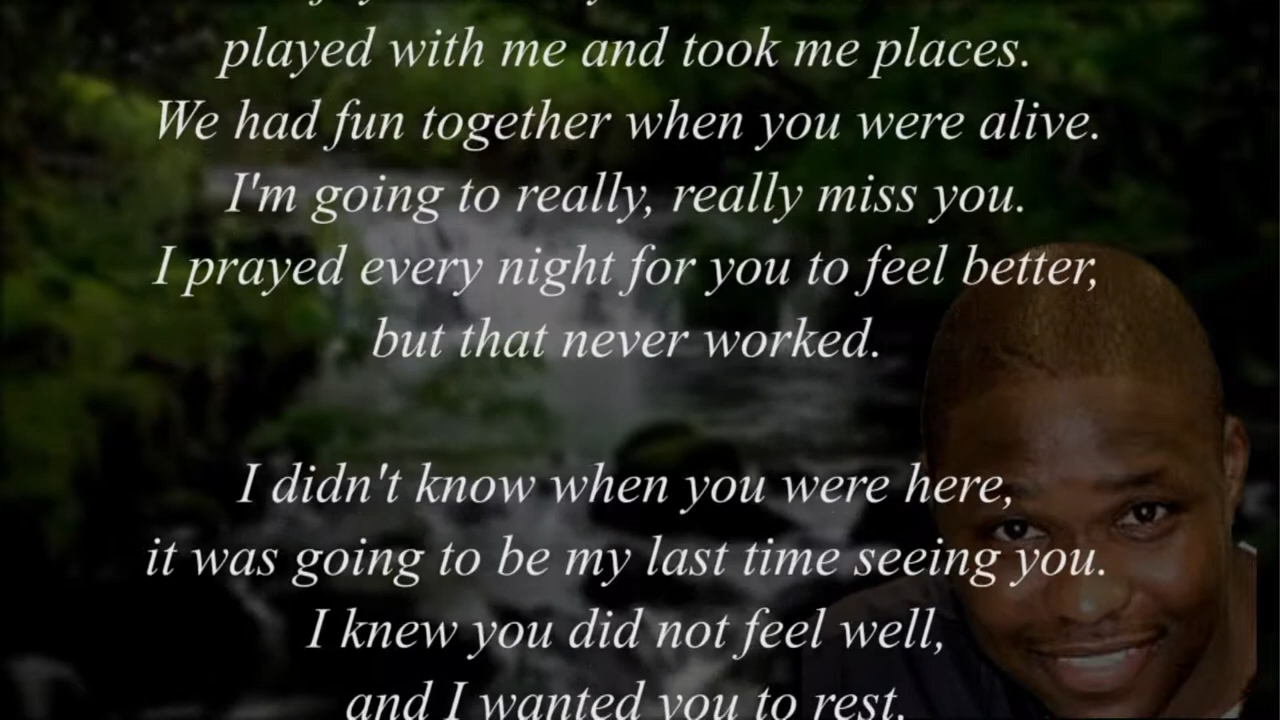 played with me and took me places.
We had fun together when you were alive.
I'm going to really, really miss you.
I prayed every night for you to feel better,
but that never worked.
I didn't know when you were here,
it was going to be my last time seeing you.
I knew you did not feel well,
and I wanted you to rest.